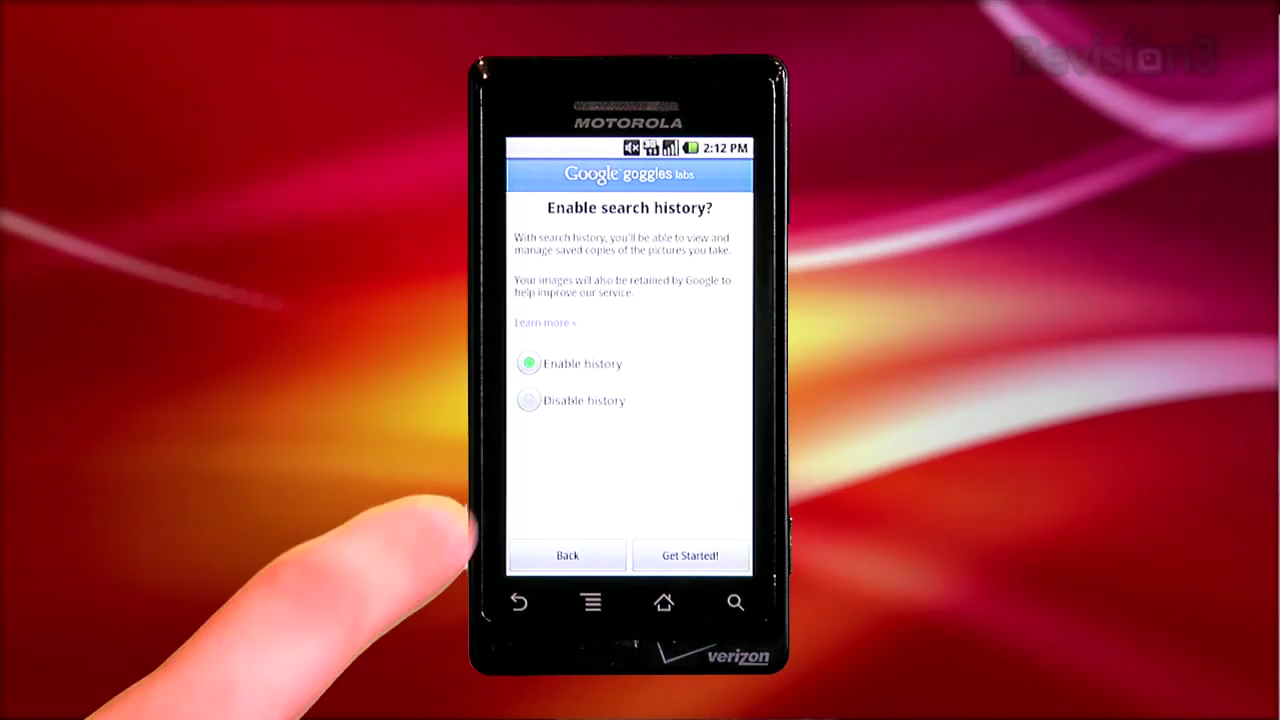 Revision3
MOTOROLA
2:12 PM
Google goggles labs
Enable search history?
With search history, you'll be able to view and
manage saved copies of the pictures you take.
Your images will also be retained by Google to
help improve our service.
Learn more »
Enable history
Disable history
Back
Get Started!
verizon